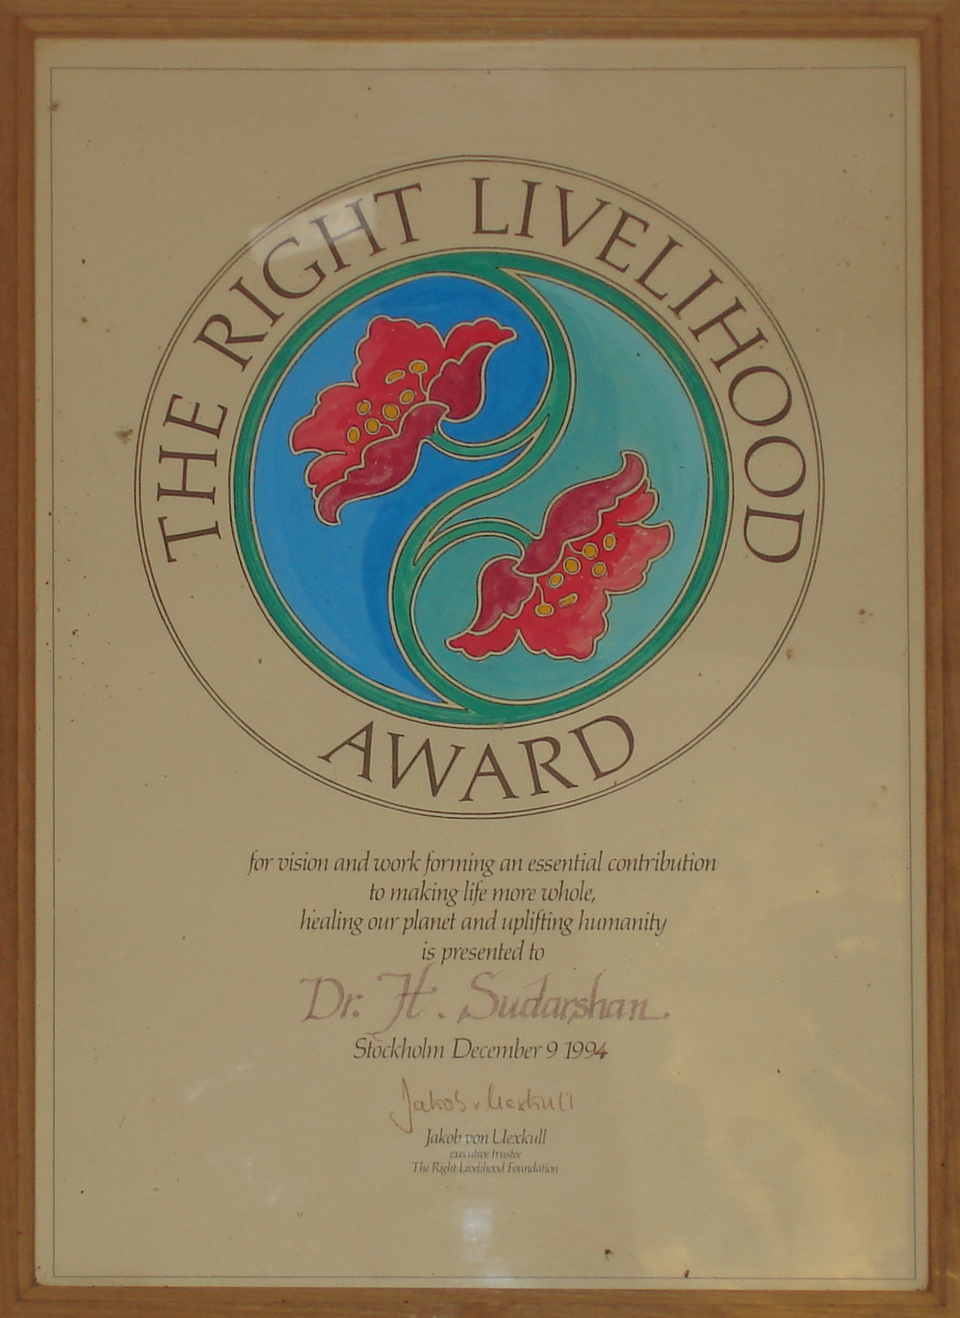 THE RIGHT LIVELIHOOD
AWARD
for vision and work forming an essential contribution
to making life more whole,
healing our planet and uplifting humanity
is presented to
Dr. H. Sudarshan
Stockholm December 9 1994
Jakob v Uexkull
Jakob von Uexkull
executive trustee
The Right Livelihood Foundation